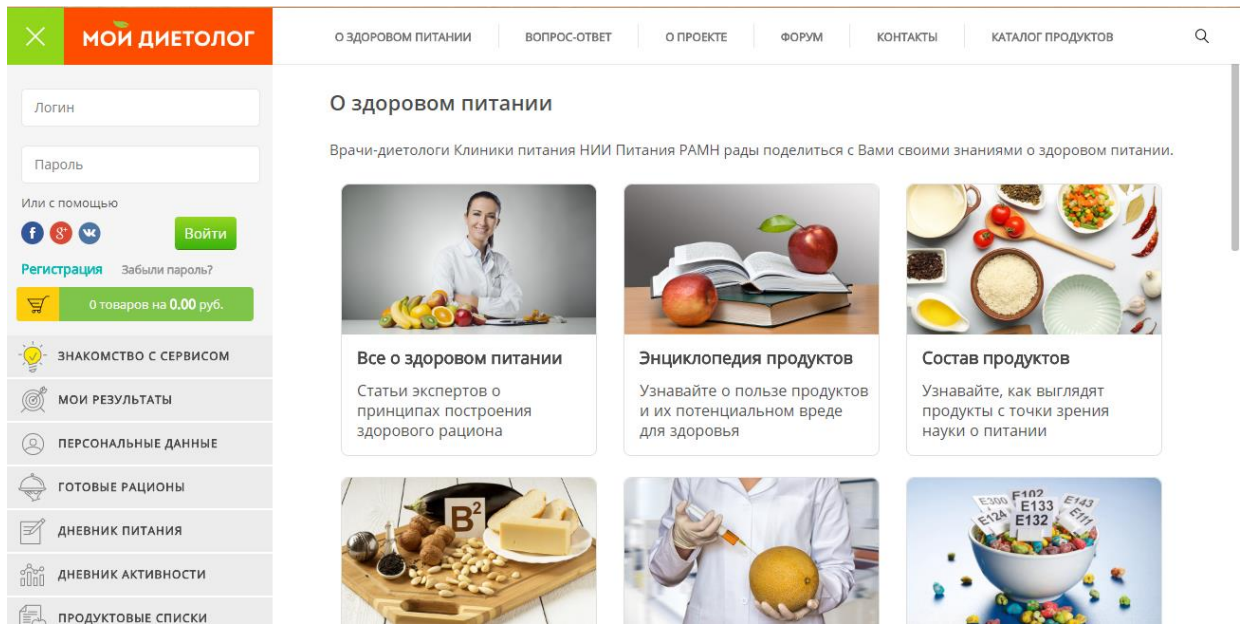 МОЙ ДИЕТОЛОГ
О ЗДОРОВОМ ПИТАНИИ
ВОПРОС-ОТВЕТ
О ПРОЕКТЕ
ФОРУМ
КОНТАКТЫ
КАТАЛОГ ПРОДУКТОВ
Логин
Пароль
Или с помощью
Войти
Регистрация
Забыли пароль?
0 товаров на 0.00 руб.
ЗНАКОМСТВО С СЕРВИСОМ
МОИ РЕЗУЛЬТАТЫ
ПЕРСОНАЛЬНЫЕ ДАННЫЕ
ГОТОВЫЕ РАЦИОНЫ
ДНЕВНИК ПИТАНИЯ
ДНЕВНИК АКТИВНОСТИ
ПРОДУКТОВЫЕ СПИСКИ
О здоровом питании
Врачи-диетологи Клиники питания НИИ Питания РАМН рады поделиться с Вами своими знаниями о здоровом питании.
Все о здоровом питании
Статьи экспертов о
принципах построения
здорового рациона
Энциклопедия продуктов
Узнавайте о пользе продуктов
и их потенциальном вреде
для здоровья
Состав продуктов
Узнавайте, как выглядят
продукты с точки зрения
науки о питании
B2
E300
E102
E143
E124
E133
E132
E111